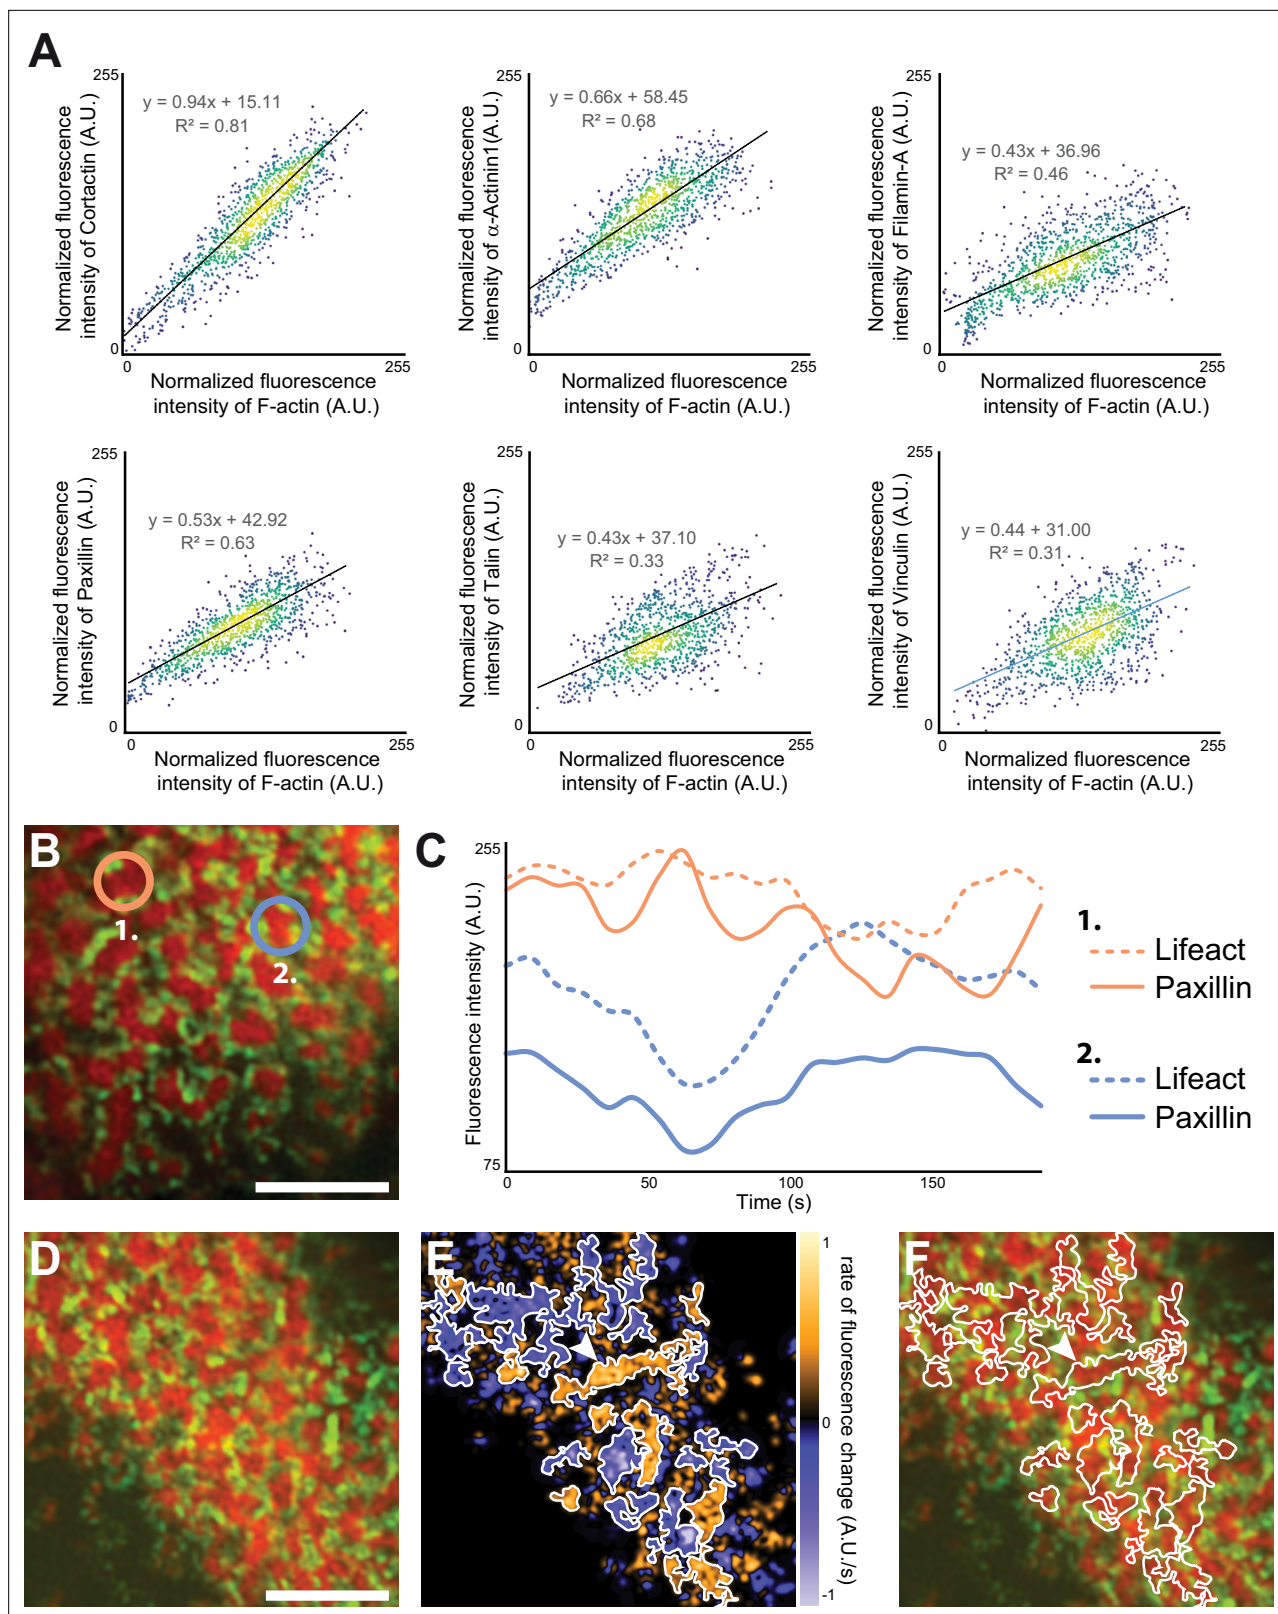 A
255
Normalized fluorescence
intensity of Cortactin (A.U.)
y = 0.94x + 15.11
R² = 0.81
0
0
255
Normalized fluorescence
intensity of F-actin (A.U.)
255
Normalized fluorescence
intensity of α-Actinin1(A.U.)
y = 0.66x + 58.45
R² = 0.68
0
0
255
Normalized fluorescence
intensity of F-actin (A.U.)
255
Normalized fluorescence
intensity of Filamin-A (A.U.
y = 0.43x + 36.96
R² = 0.46
0
0
255
Normalized fluorescence
intensity of F-actin (A.U.)
255
Normalized fluorescence
intensity of Paxillin (A.U.)
y = 0.53x + 42.92
R² = 0.63
0
0
255
Normalized fluorescence
intensity of F-actin (A.U.)
255
Normalized fluorescence
intensity of Talin (A.U.)
y = 0.43x + 37.10
R² = 0.33
0
0
255
Normalized fluorescence
intensity of F-actin (A.U.)
255
Normalized fluorescence
intensity of Vinculin (A.U.)
y = 0.44 + 31.00
R² = 0.31
0
0
255
Normalized fluorescence
intensity of F-actin (A.U.)
B
1.
2.
C
255
Fluorescence intensity (A.U.)
75
0
50
100
150
Time (s)
1.
Lifeact
Paxillin
2.
Lifeact
Paxillin
D
E
1
0
-1
rate of fluorescence change (A.U./s)
F